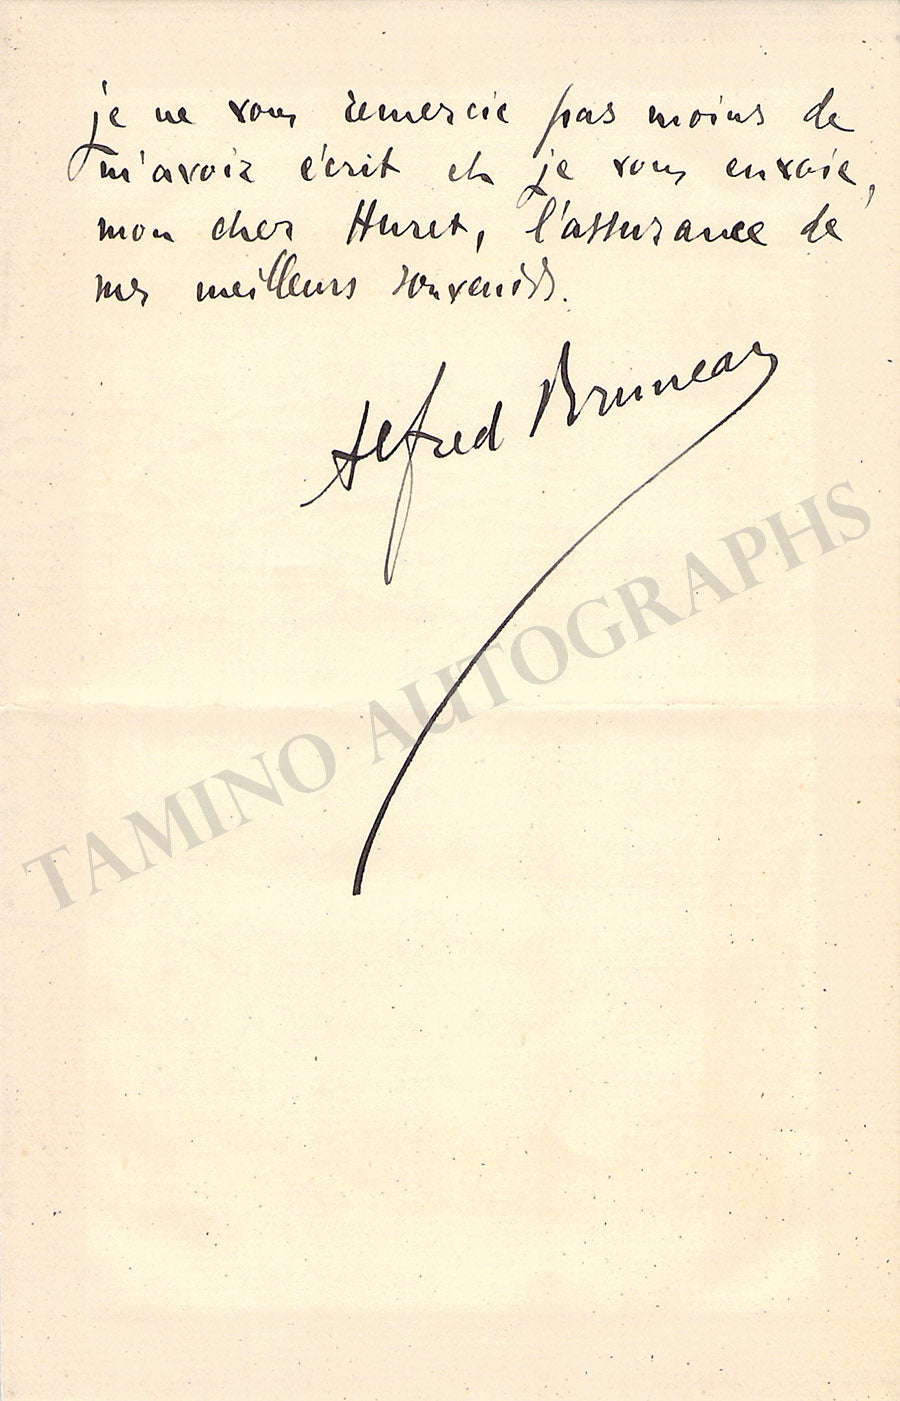 je ne vous remercie pas moins de
m'avoir écrit et je vous envoie,
mon cher Huret, l'assurance de
mes meilleurs souvenirs.
Alfred Bruneau
TAMINO AUTOGRAPHS